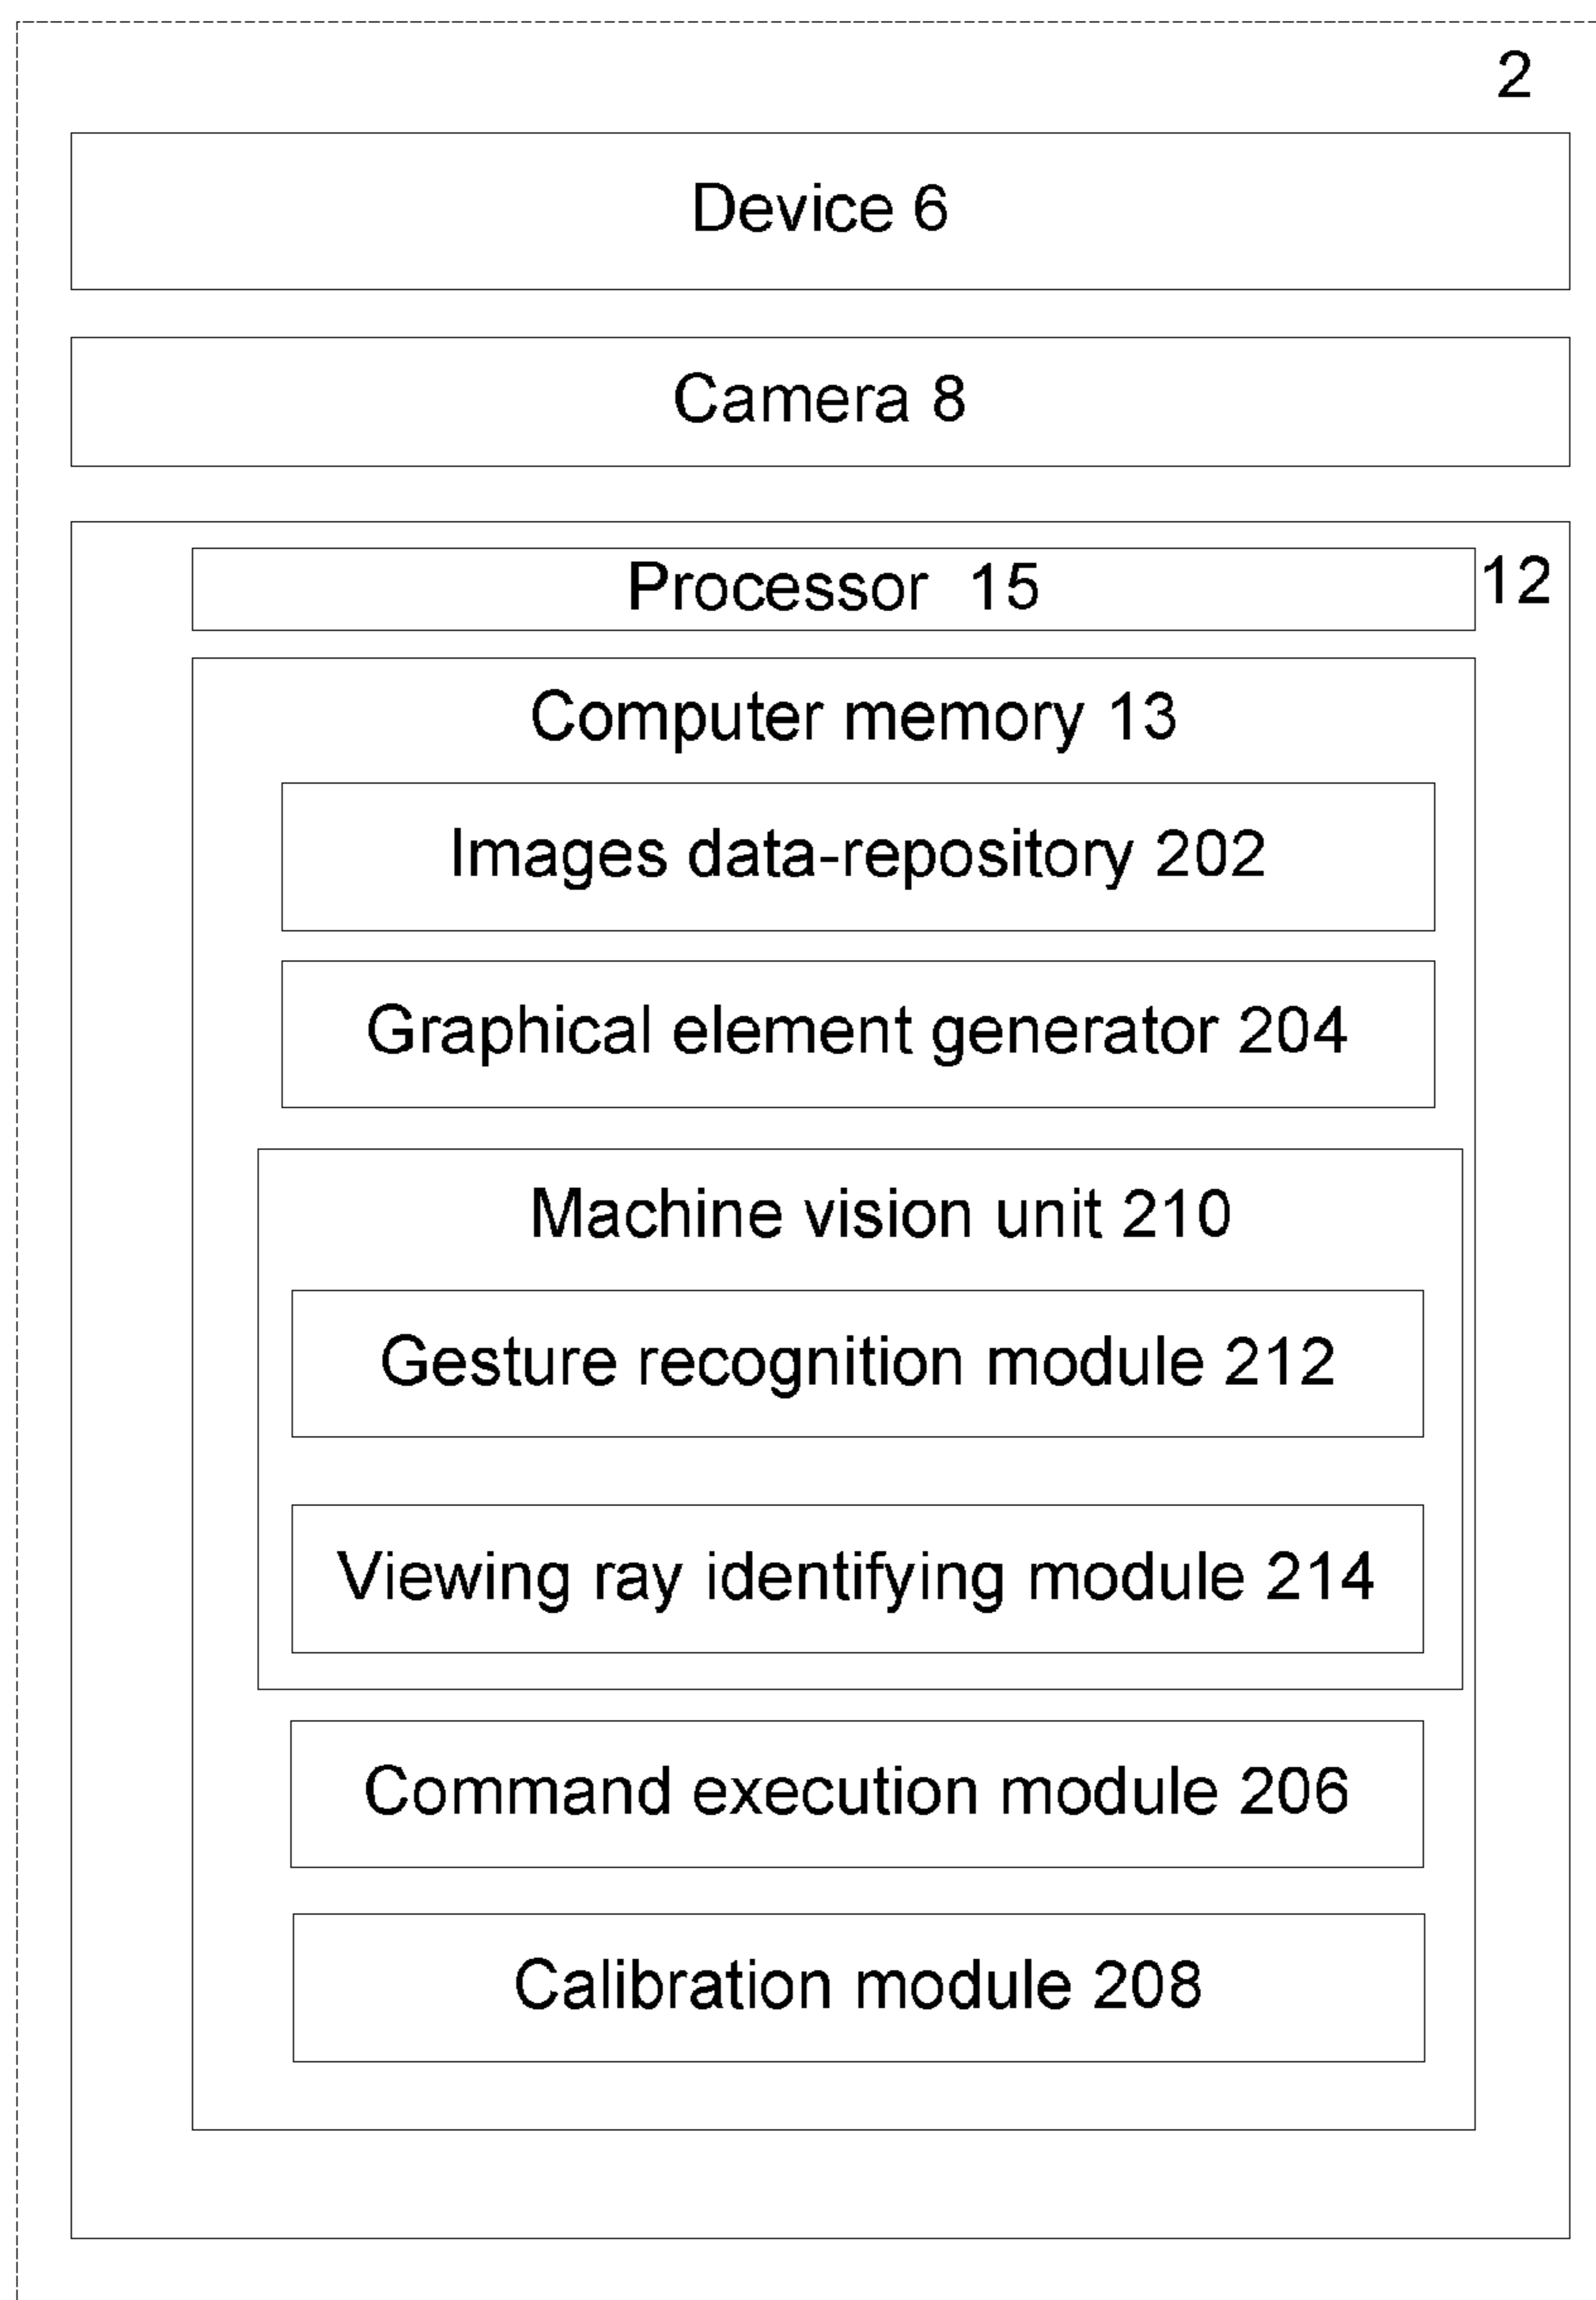 2
Device 6
Camera 8
Processor 15
12
Computer memory 13
Images data-repository 202
Graphical element generator 204
Machine vision unit 210
Gesture recognition module 212
Viewing ray identifying module 214
Command execution module 206
Calibration module 208